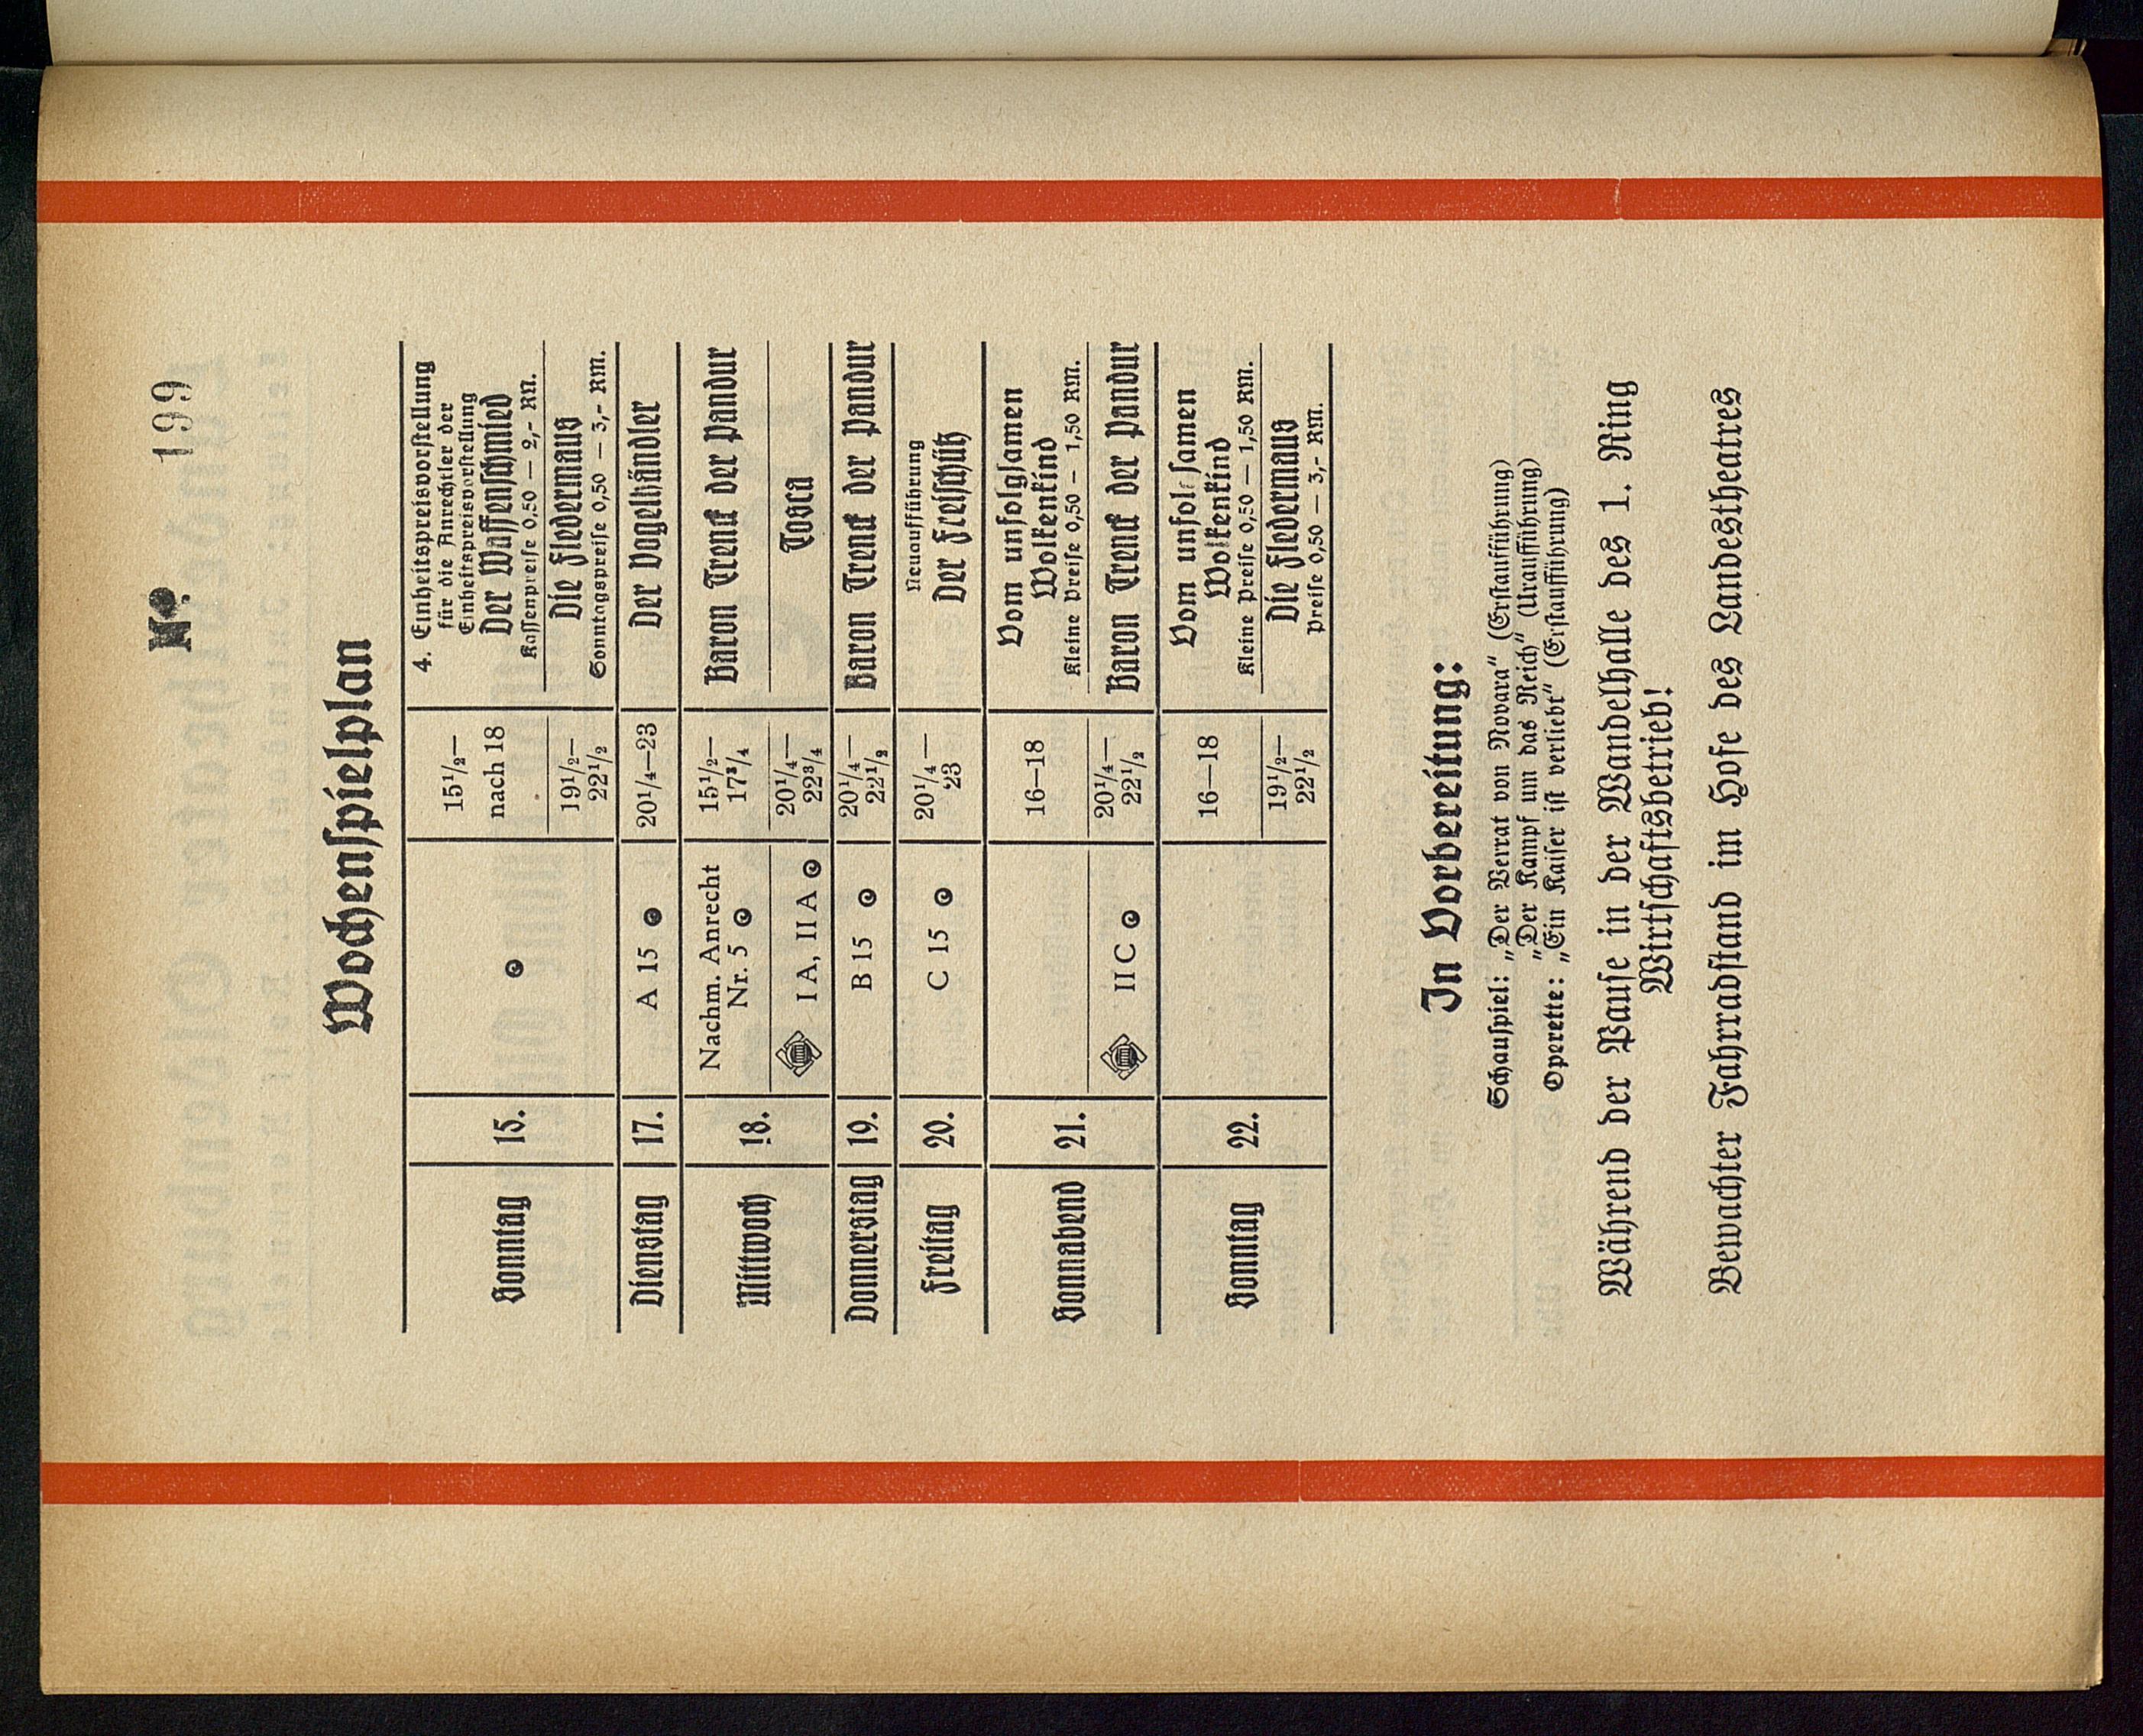 No. 199
Wochenspielplan
Sonntag 15. 15½— nach 18 4. Einheitspreisvorstellung
für die Anrechtler der
Einheitspreisvorstellung
Der Waffenschmied
Kassenpreise 0,50 — 2,- Rn.
19½—22½ Die Fledermaus
Sonntagspreise 0,50 — 3,- Rm.
Dienstag 17. A 15 20¼—23 Der Vogelhändler
Mittwoch 18. Nachm. Anrecht Nr. 5 15½—17¾ Baron Trenck der Pandur
I A, II A 20¼—22¾ Tosca
Donnerstag 19. B 15 20¼—22½ Baron Trenck der Pandur
Freitag 20. C 15 20¼—23 Neuaufführung
Der Freischütz
Sonnabend 21. 16—18 Vom unfolgsamen
Wolkenkind
Kleine Preise 0,50 — 1,50 Rm.
II C 20¼—22½ Baron Trenck der Pandur
Sonntag 22. 16—18 Vom unfolgsamen
Wolkenkind
Kleine Preise 0,50 — 1,50 Rm.
19½—22½ Die Fledermaus
Preise 0,50 — 3,- Rm.
In Vorbereitung:
Schauspiel: „Der Verrat von Novara“ (Erstaufführung)
„Der Kampf um das Reich“ (Uraufführung)
Operette: „Ein Kaiser ist verliebt“ (Erstaufführung)
Während der Pause in der Wandelhalle des 1. Ring
Wirtschaftsbetrieb!
Bewachter Fahrradstand im Hofe des Landestheatres